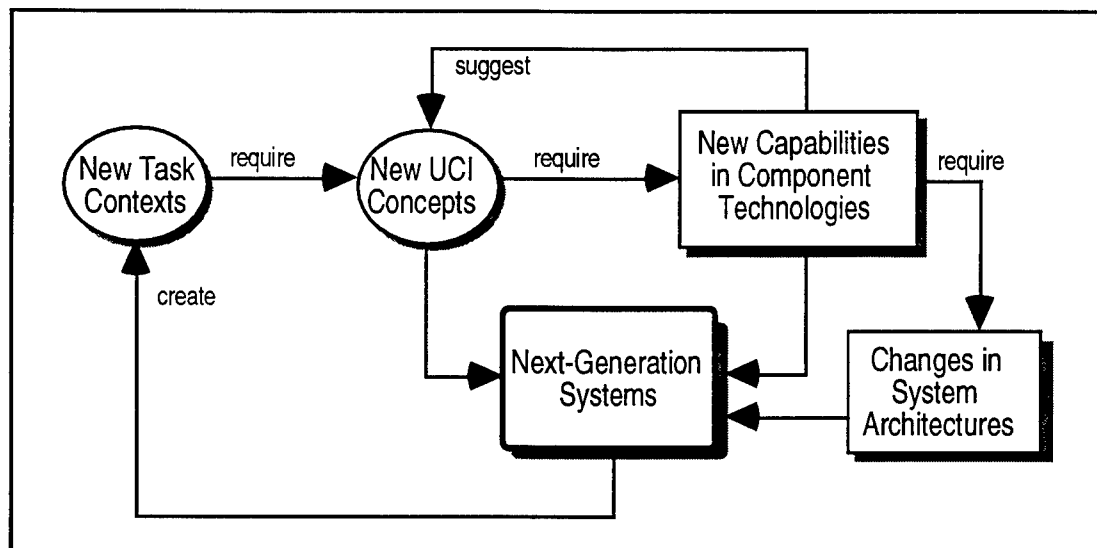 suggest
New Task
Contexts
require
New UCI
Concepts
require
New Capabilities
in Component
Technologies
require
create
Next-Generation
Systems
Changes in
System
Architectures